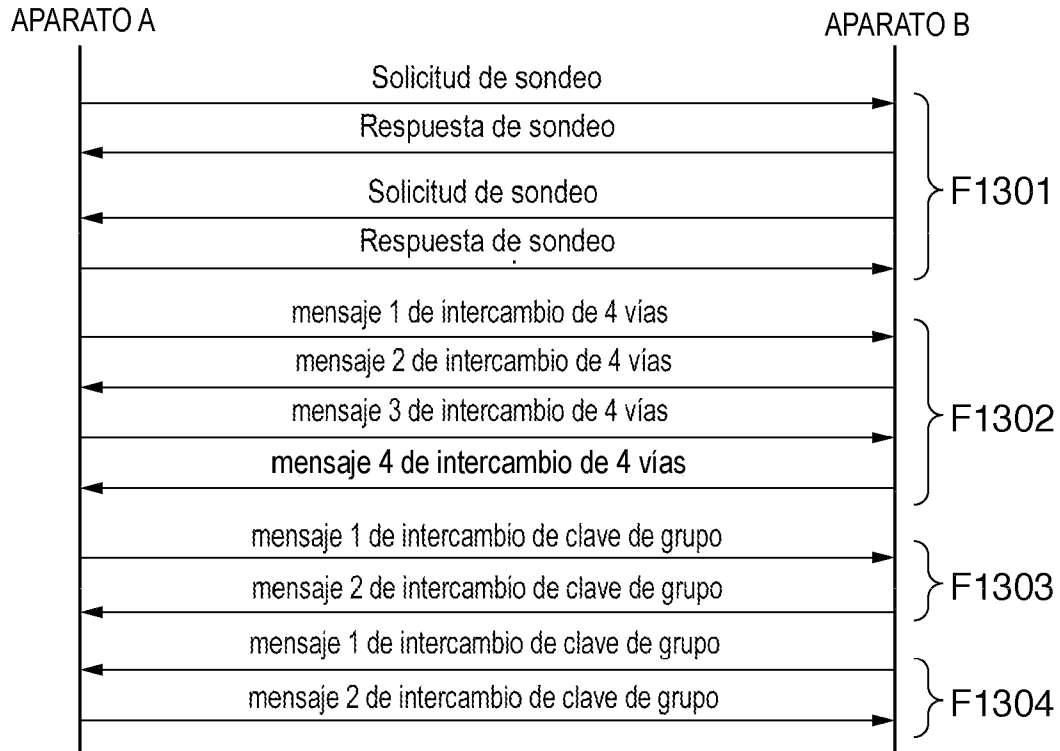 APARATO A
APARATO B
Solicitud de sondeo
Respuesta de sondeo
Solicitud de sondeo
Respuesta de sondeo
F1301
mensaje 1 de intercambio de 4 vías
mensaje 2 de intercambio de 4 vías
mensaje 3 de intercambio de 4 vías
mensaje 4 de intercambio de 4 vías
F1302
mensaje 1 de intercambio de clave de grupo
mensaje 2 de intercambio de clave de grupo
F1303
mensaje 1 de intercambio de clave de grupo
mensaje 2 de intercambio de clave de grupo
F1304